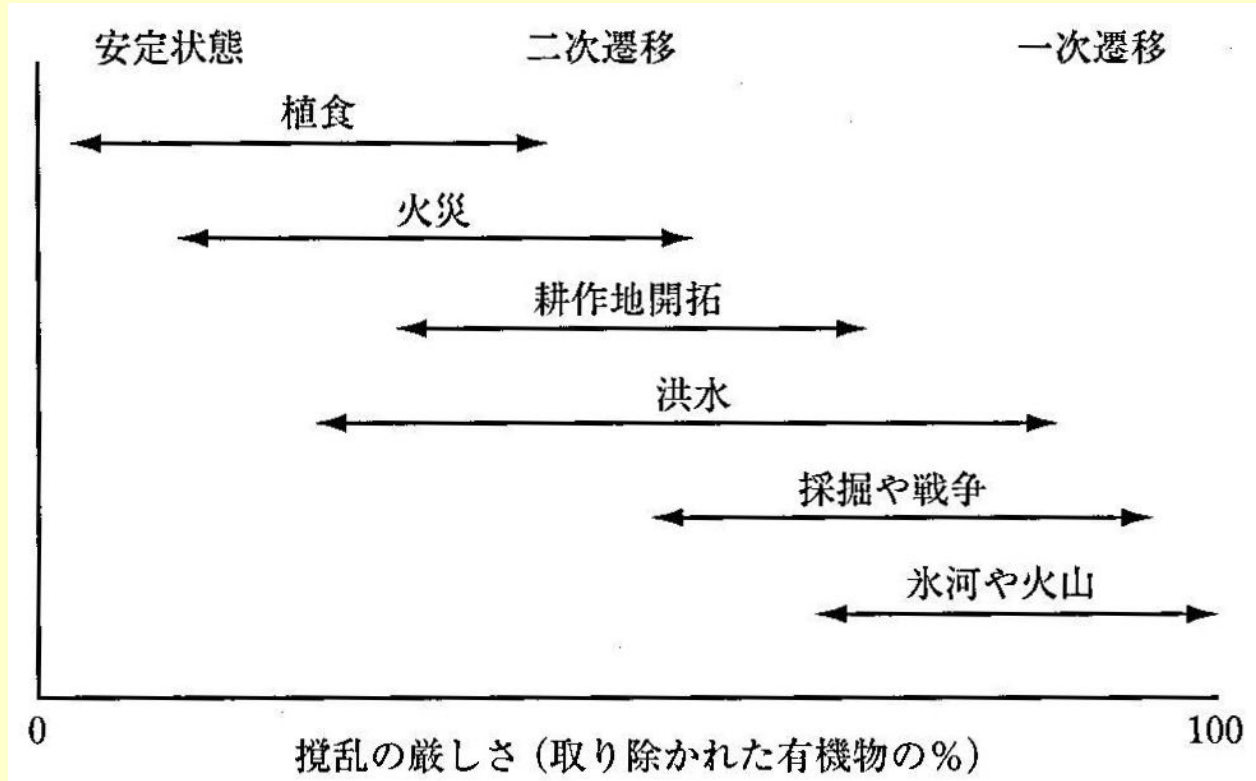 安定状態 二次遷移 一次遷移
植食
火災
耕作地開拓
洪水
採掘や戦争
氷河や火山
0 100
撹乱の厳しさ (取り除かれた有機物の%)